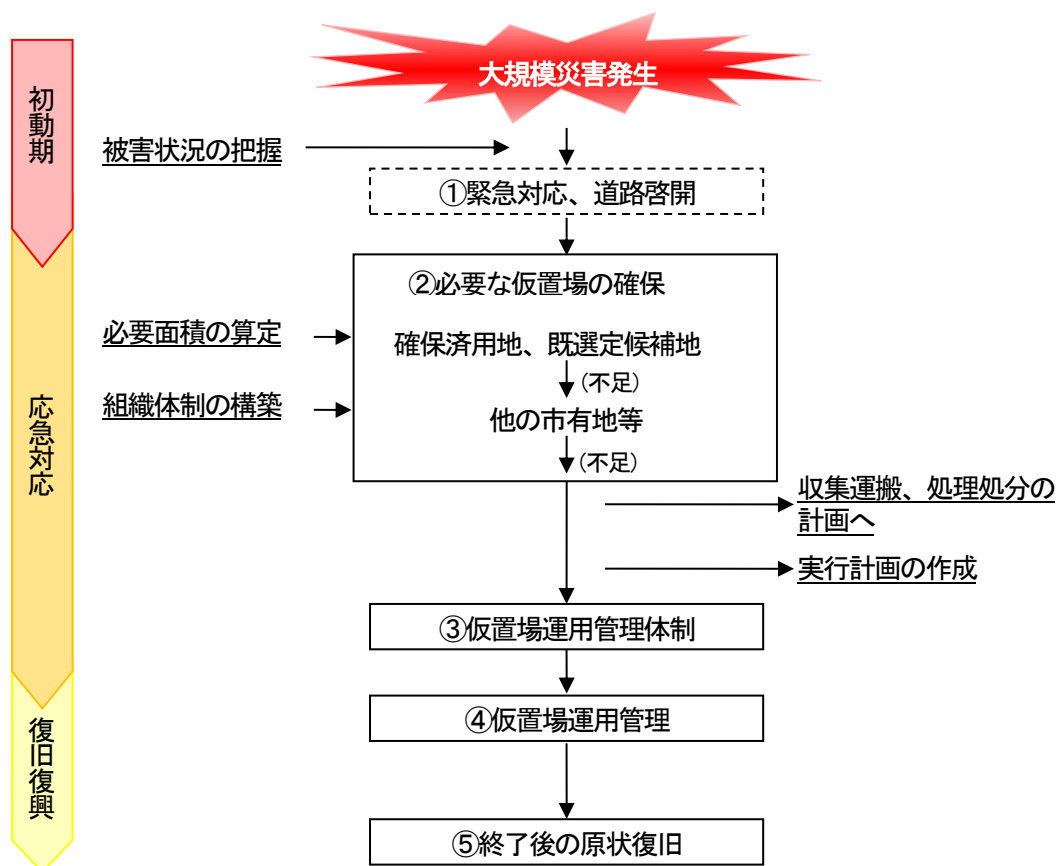 大規模災害発生
初動期
被害状況の把握
①緊急対応、道路啓開
②必要な仮置場の確保
必要面積の算定
確保済用地、既選定候補地
(不足)
応急対応
組織体制の構築
他の市有地等
(不足)
収集運搬、処理処分の
計画へ
実行計画の作成
③仮置場運用管理体制
④仮置場運用管理
復旧復興
⑤終了後の原状復旧